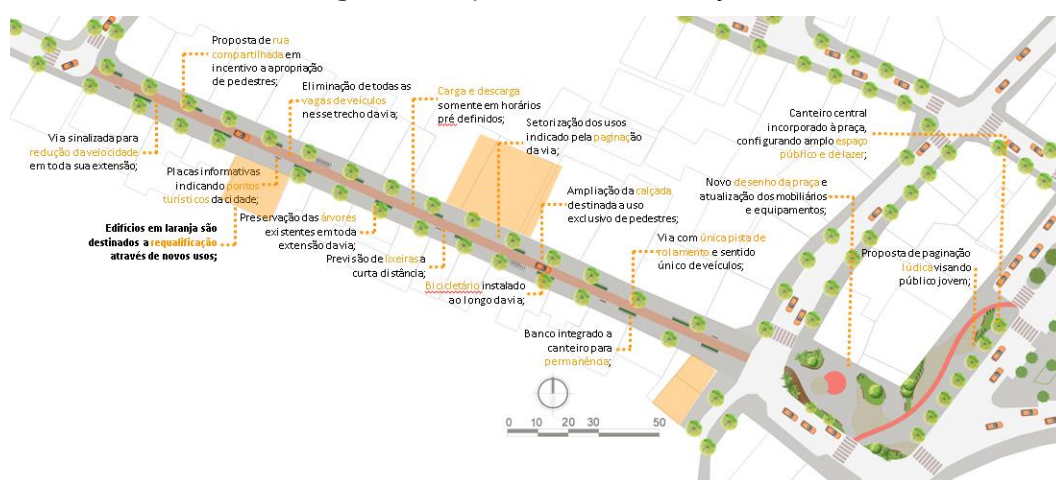 Proposta de rua
compartilhada em
incentivo a apropriação
de pedestres;
Eliminação de todas as
vagas de veículos
nesse trecho da via;
Carga e descarga
somente em horários
pré definidos;
Setorização dos usos
indicado pela paginação
da via;
Canteiro central
incorporado à praça,
configurando amplo espaço
público e de lazer;
Via sinalizada para
redução da velocidade
em toda sua extensão;
Placas informativas
indicando pontos
turísticos da cidade;
Ampliação da calçada
destinada a uso
exclusivo de pedestres;
Novo desenho da praça e
atualização dos mobiliários
e equipamentos;
Edifícios em laranja são
destinados a requalificação
através de novos usos;
Preservação das árvores
existentes em toda
extensão da via;
Previsão de lixeiras a
curta distância;
Via com única pista de
rolamento e sentido
único de veículos;
Proposta de paginação
lúdica visando
público jovem;
Bicicletário instalado
ao longo da via;
Banco integrado a
canteiro para
permanência;
0 10 20 30 50